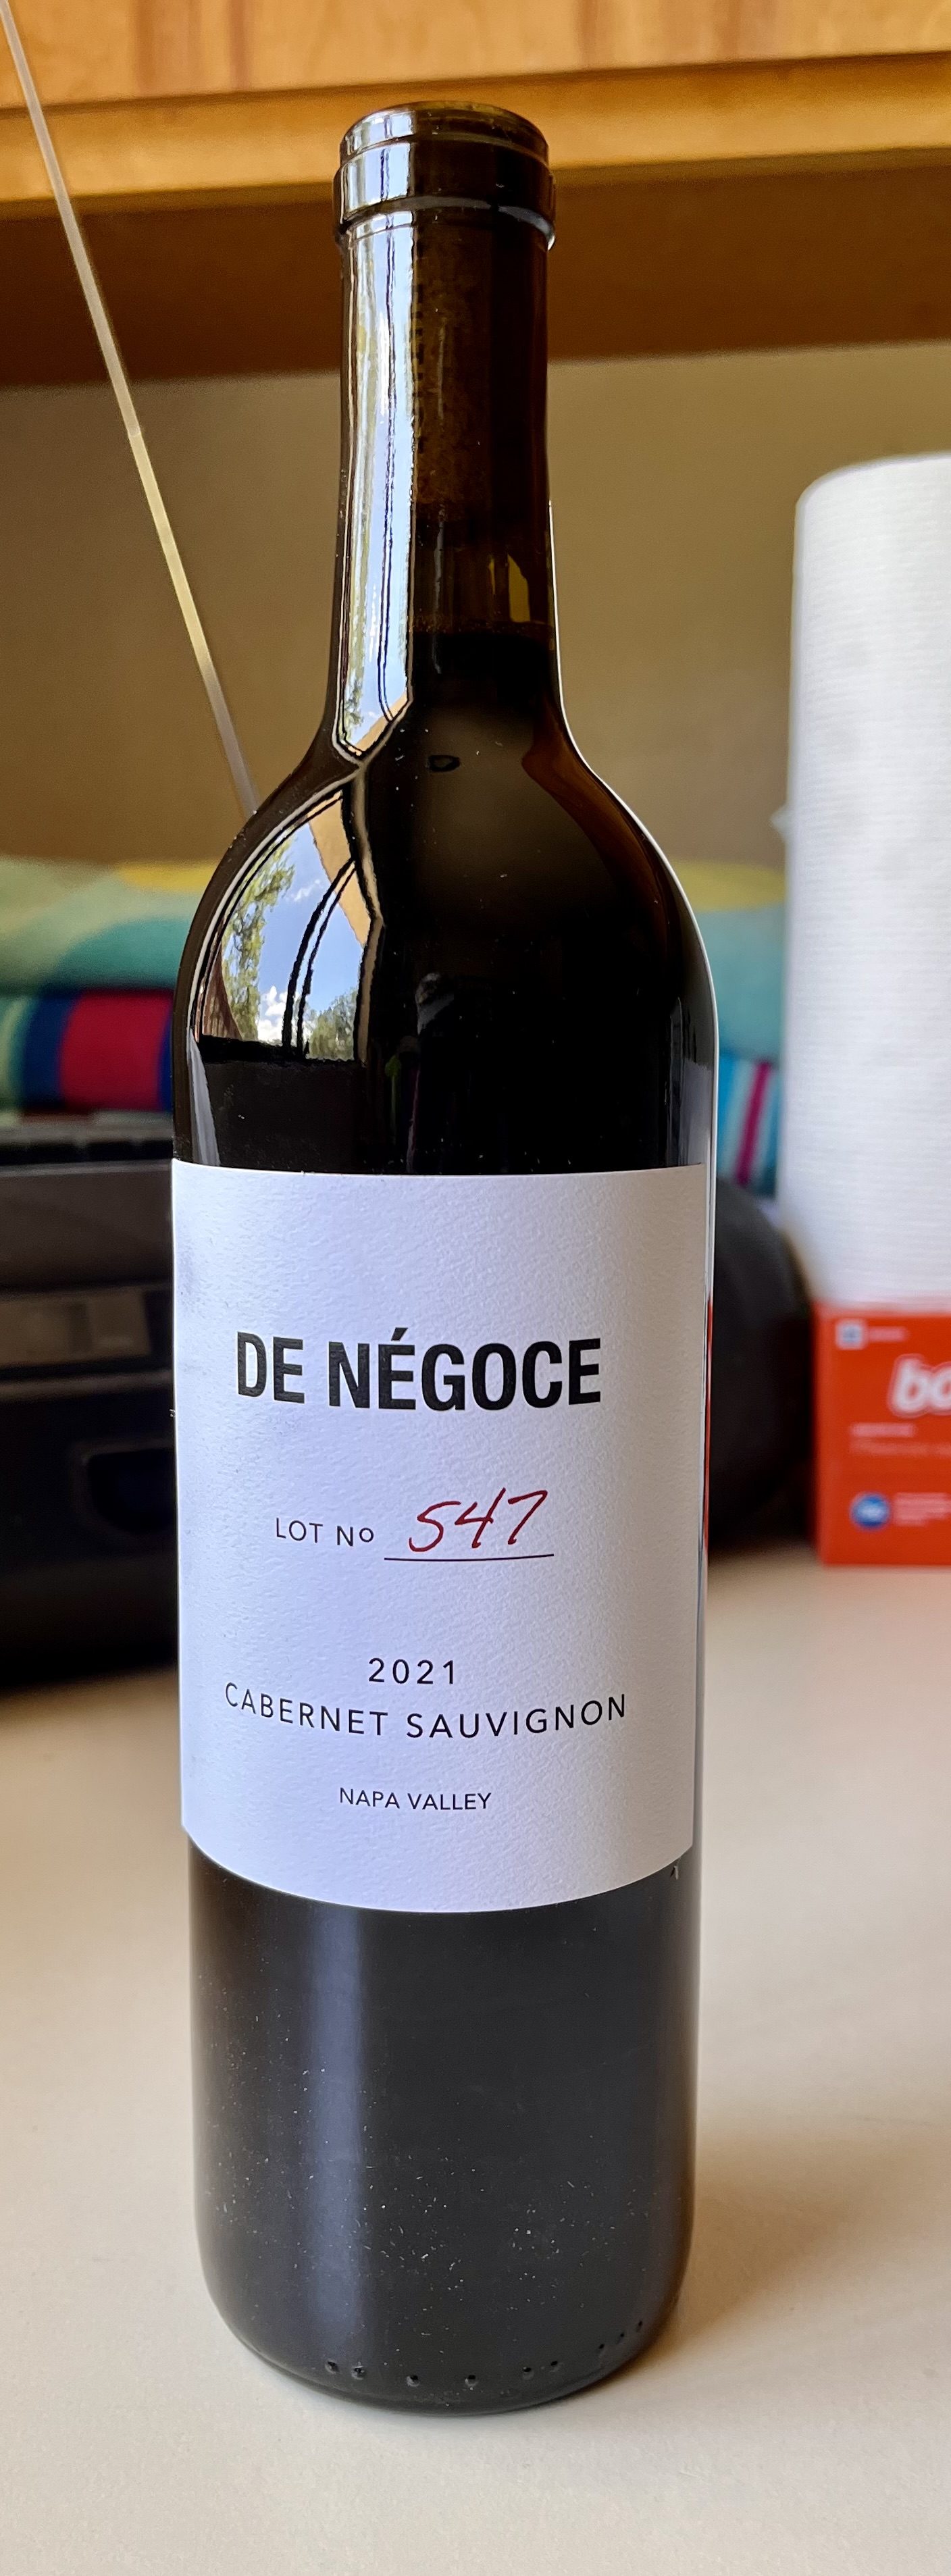 DE NÉGOCE
LOT Nº 547
2021
CABERNET SAUVIGNON
NAPA VALLEY